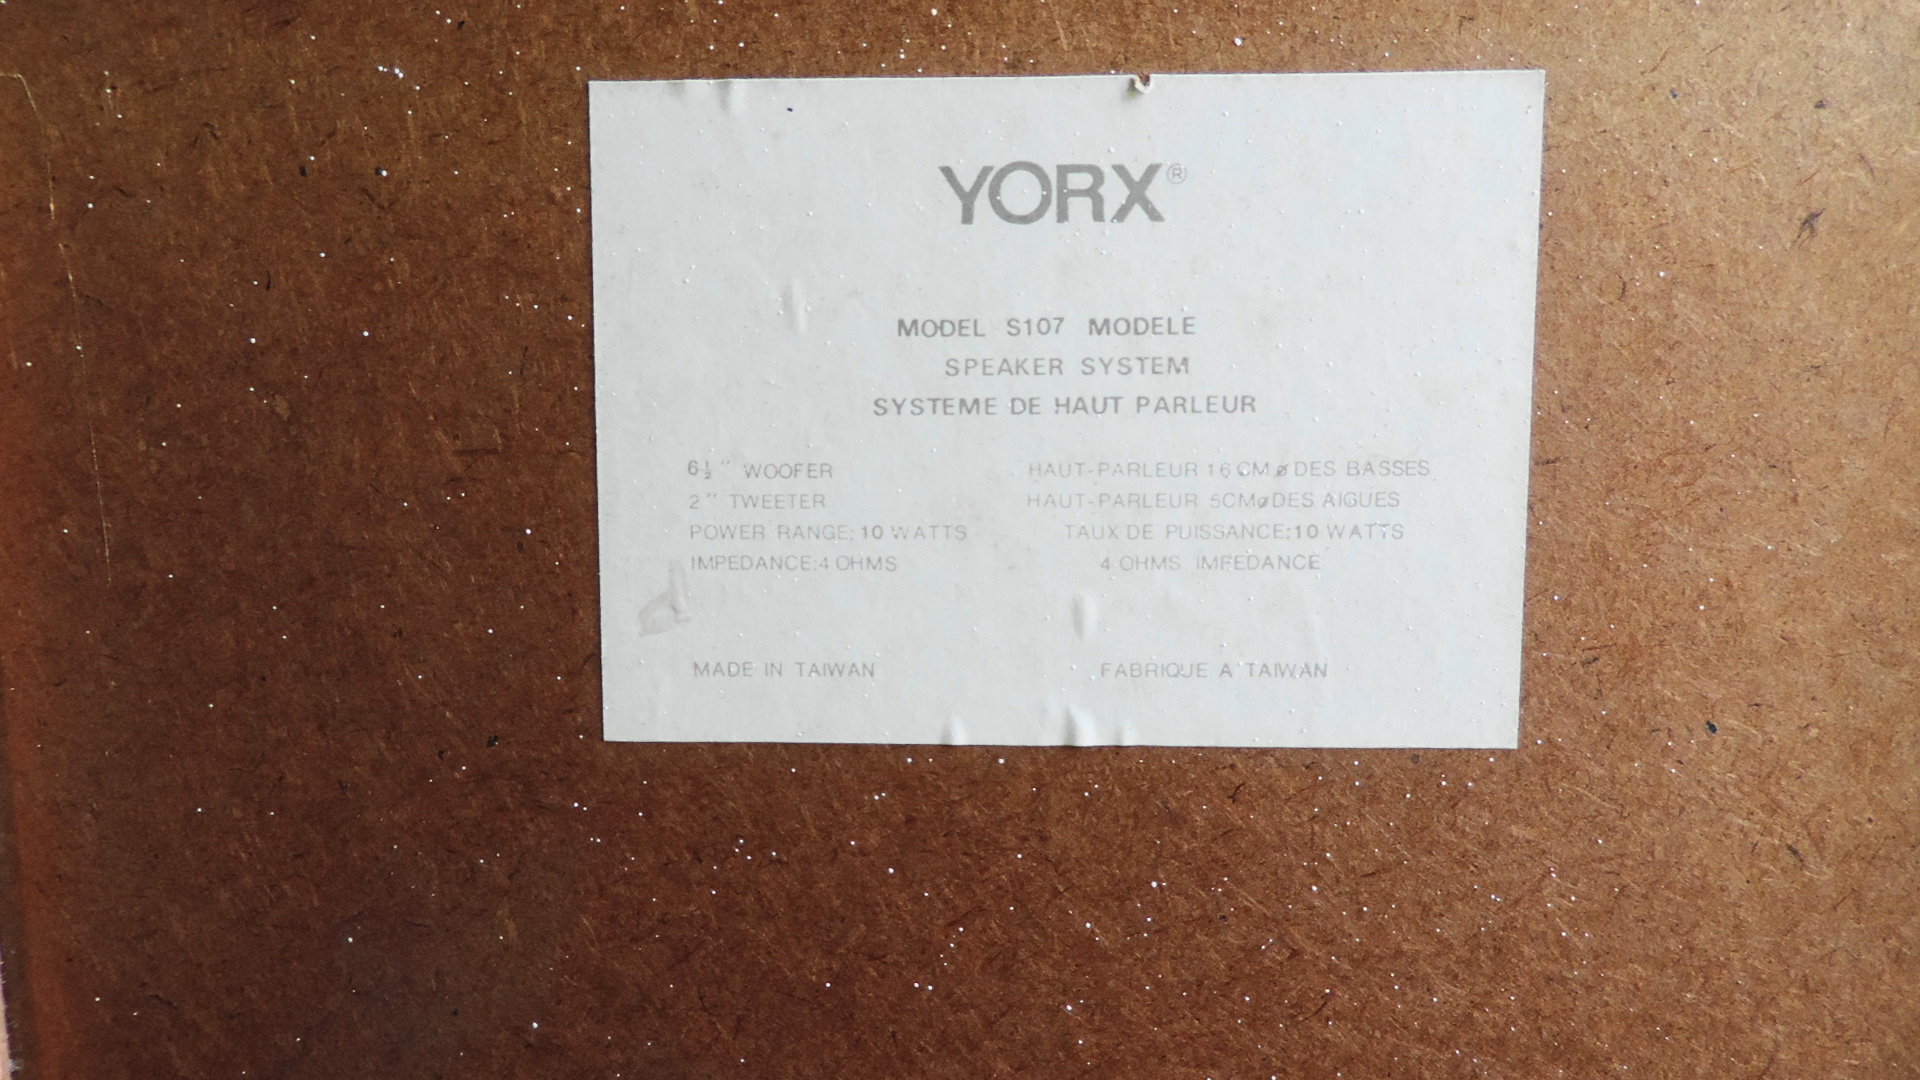 YORX®
MODEL S107 MODELE
SPEAKER SYSTEM
SYSTEME DE HAUT PARLEUR
6½" WOOFER HAUT-PARLEUR 16CMø DES BASSES
2" TWEETER HAUT-PARLEUR 5CMø DES AIGUES
POWER RANGE: 10 WATTS TAUX DE PUISSANCE: 10 WATTS
IMPEDANCE: 4 OHMS 4 OHMS IMPEDANCE
MADE IN TAIWAN FABRIQUE A' TAIWAN